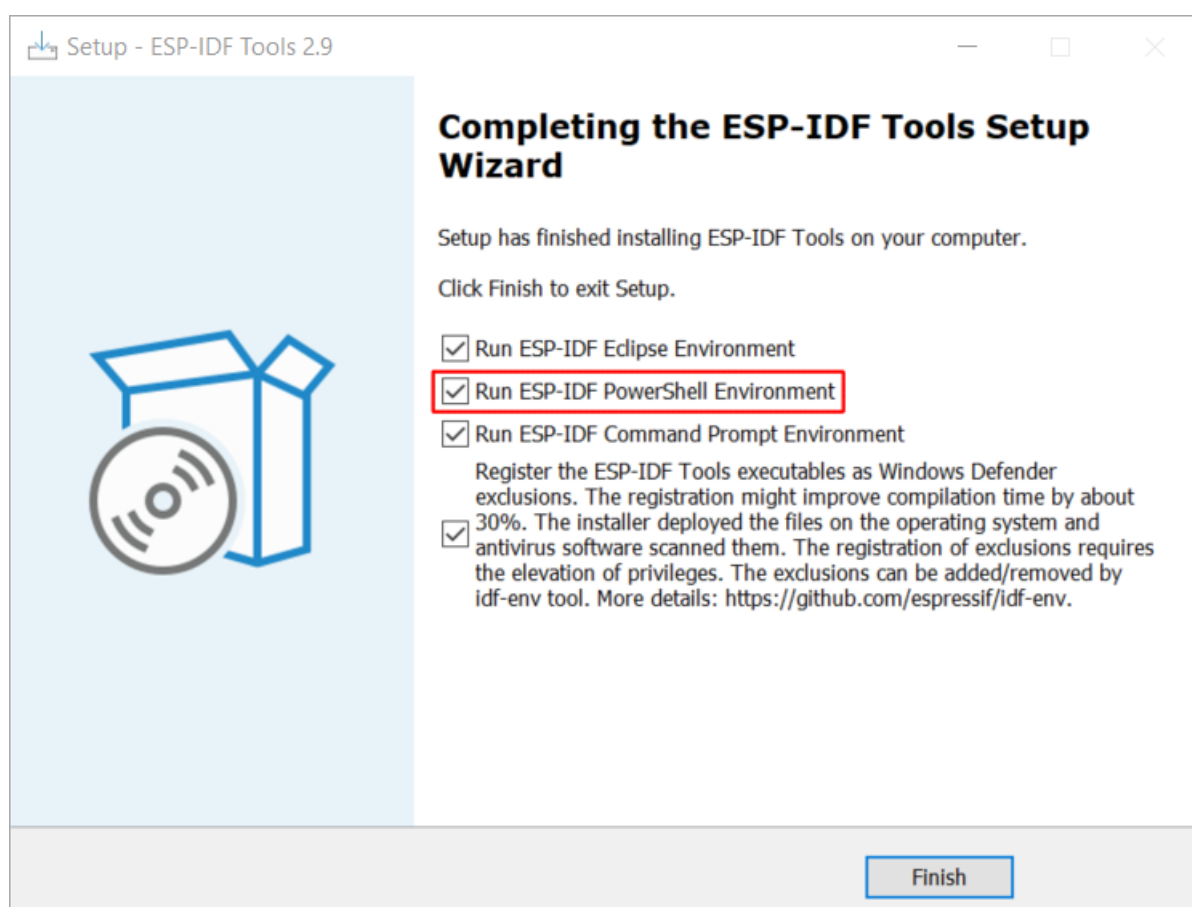 Setup - ESP-IDF Tools 2.9
Completing the ESP-IDF Tools Setup
Wizard
Setup has finished installing ESP-IDF Tools on your computer.
Click Finish to exit Setup.
Run ESP-IDF Eclipse Environment
Run ESP-IDF PowerShell Environment
Run ESP-IDF Command Prompt Environment
Register the ESP-IDF Tools executables as Windows Defender
exclusions. The registration might improve compilation time by about
30%. The installer deployed the files on the operating system and
antivirus software scanned them. The registration of exclusions requires
the elevation of privileges. The exclusions can be added/removed by
idf-env tool. More details: https://github.com/espressif/idf-env.
Finish